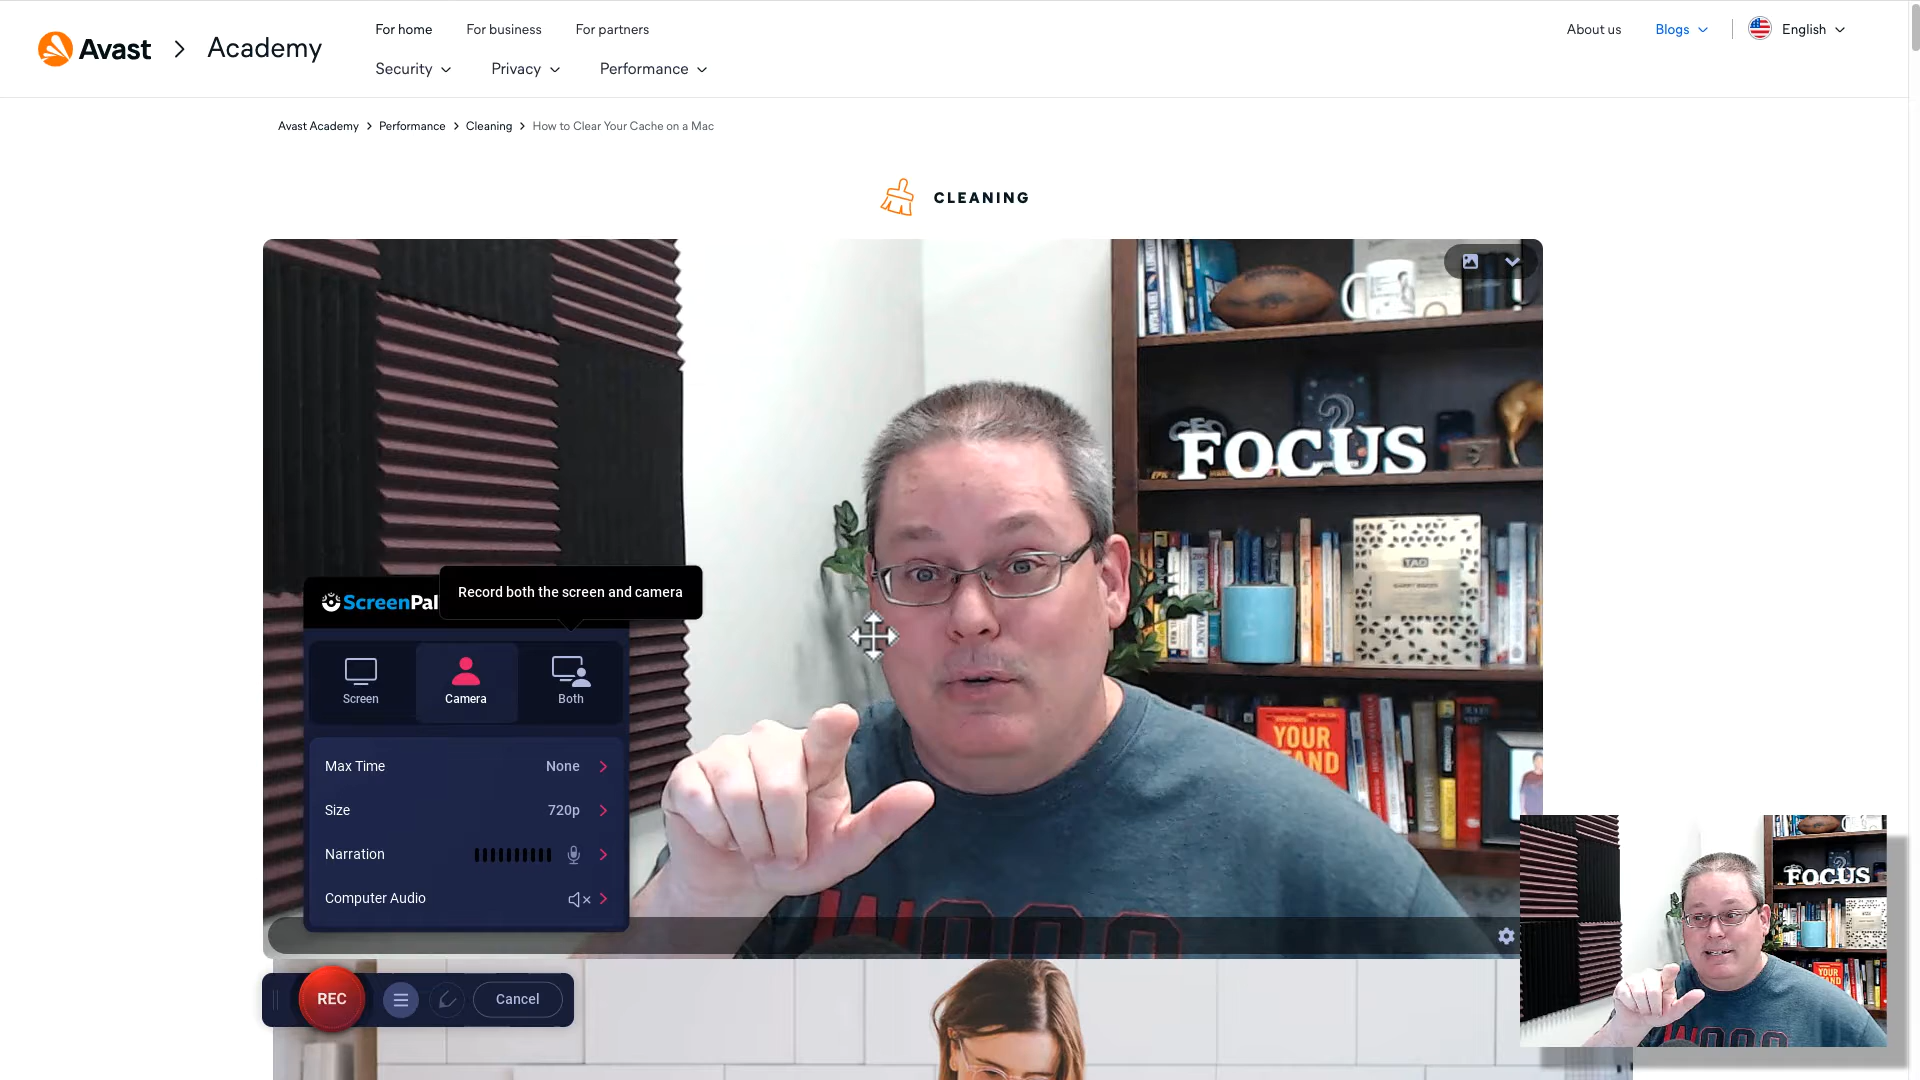 Avast
Academy
For home
For business
For partners
About us
Blogs
English
Security
Privacy
Performance
Avast Academy
Performance
Cleaning
How to Clear Your Cache on a Mac
CLEANING
FOCUS
TAO
YOUR
Record both the screen and camera
ScreenPal
Screen
Camera
Both
Max Time
None
Size
720p
Narration
Computer Audio
REC
Cancel
FOCUS
YOUR